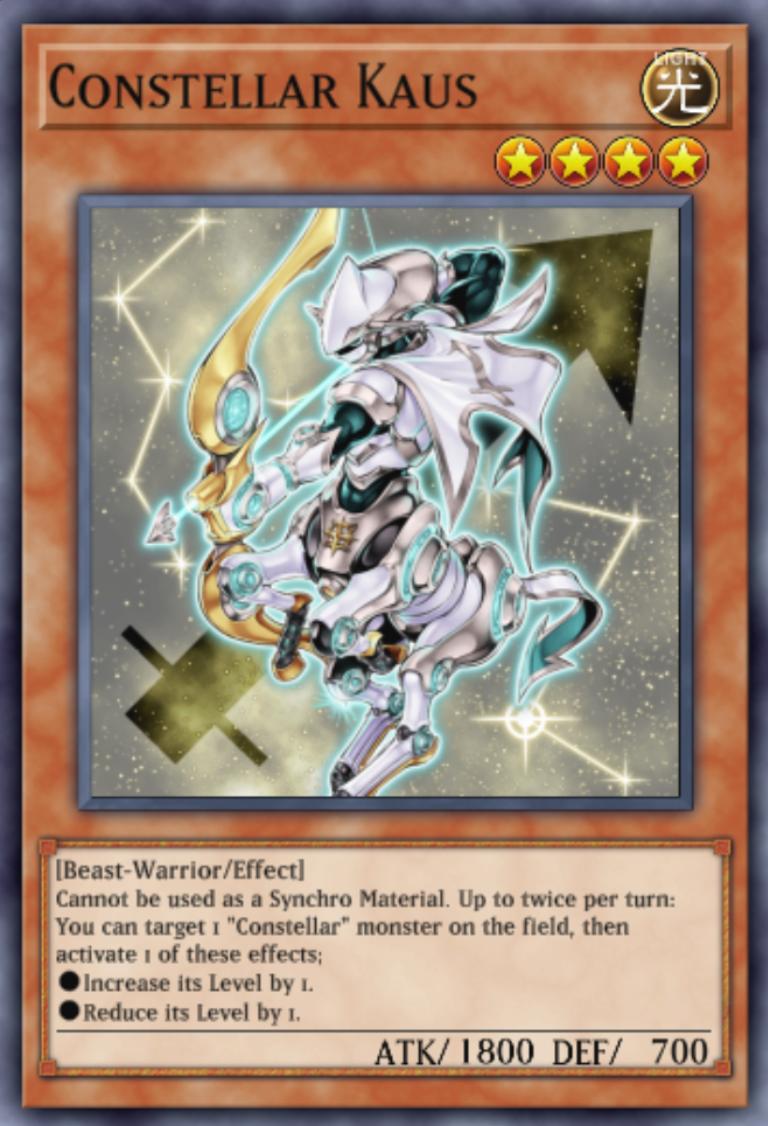 CONSTELLAR KAUS
LIGHT
光
[Beast-Warrior/Effect]
Cannot be used as a Synchro Material. Up to twice per turn:
You can target 1 "Constellar" monster on the field, then
activate 1 of these effects;
●Increase its Level by 1.
●Reduce its Level by 1.
ATK/ 1800 DEF/ 700